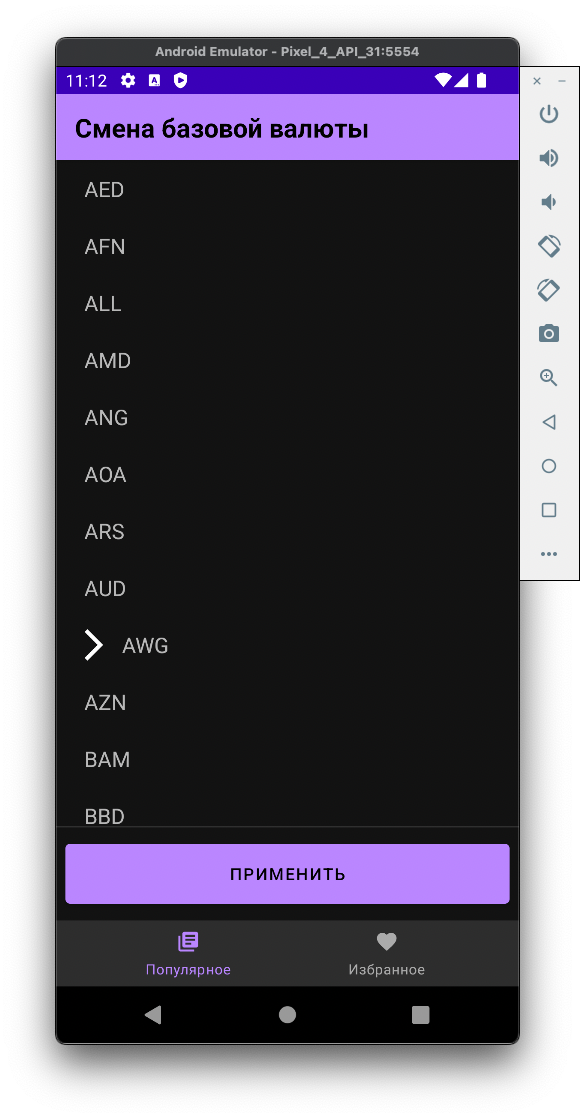 Android Emulator - Pixel_4_API_31:5554
11:12
Смена базовой валюты
AED
AFN
ALL
AMD
ANG
AOA
ARS
AUD
AWG
AZN
BAM
BBD
ПРИМЕНИТЬ
Популярное
Избранное